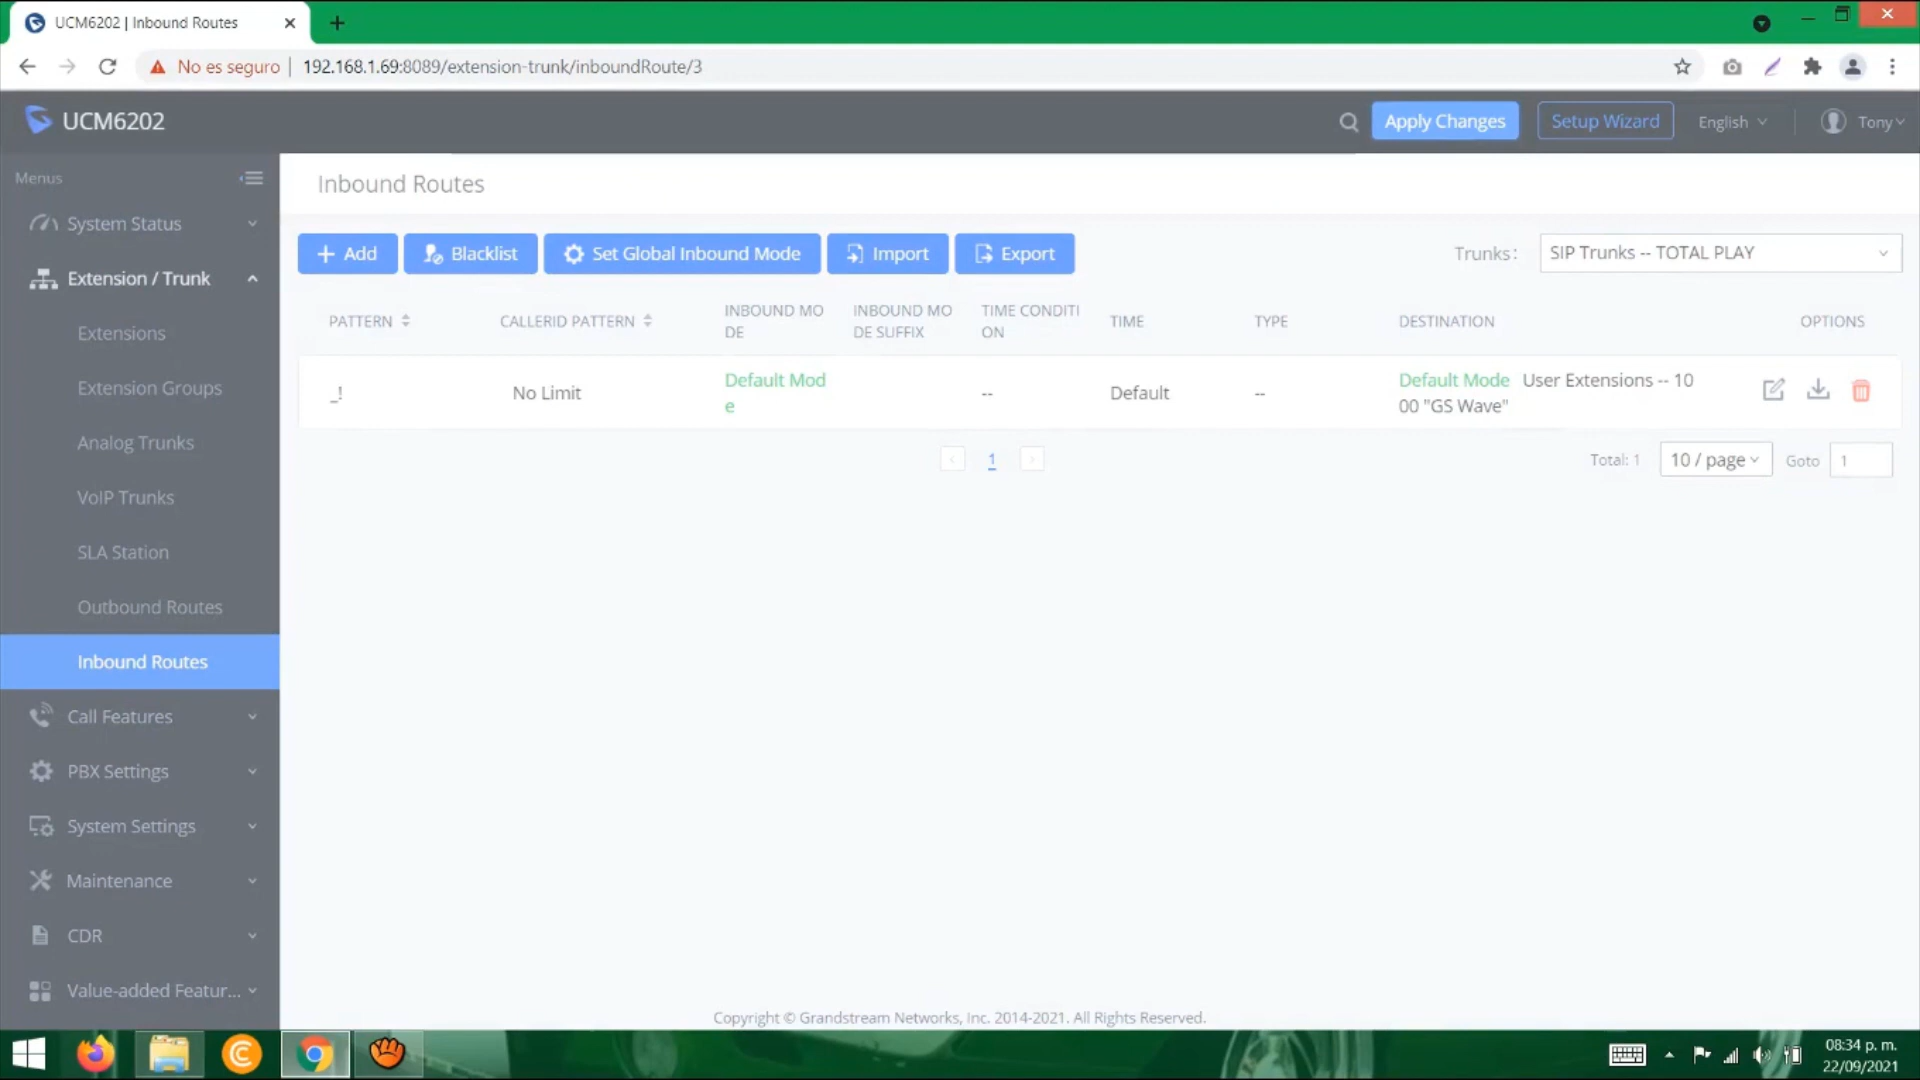 UCM6202 | Inbound Routes
No es seguro
192.168.1.69:8089/extension-trunk/inboundRoute/3
UCM6202
Apply Changes
Setup Wizard
English
Tony
Menus
System Status
Extension / Trunk
Extensions
Extension Groups
Analog Trunks
VoIP Trunks
SLA Station
Outbound Routes
Inbound Routes
Call Features
PBX Settings
System Settings
Maintenance
CDR
Value-added Featur...
Inbound Routes
Add
Blacklist
Set Global Inbound Mode
Import
Export
Trunks:
SIP Trunks -- TOTAL PLAY
PATTERN
CALLERID PATTERN
INBOUND MO
DE
INBOUND MO
DE SUFFIX
TIME CONDITI
ON
TIME
TYPE
DESTINATION
OPTIONS
_!
No Limit
Default Mod
e
--
Default
--
Default Mode User Extensions -- 10
00 "GS Wave"
1
Total: 1
10 / page
Goto
1
Copyright © Grandstream Networks, Inc. 2014-2021. All Rights Reserved.
08:34 p. m.
22/09/2021